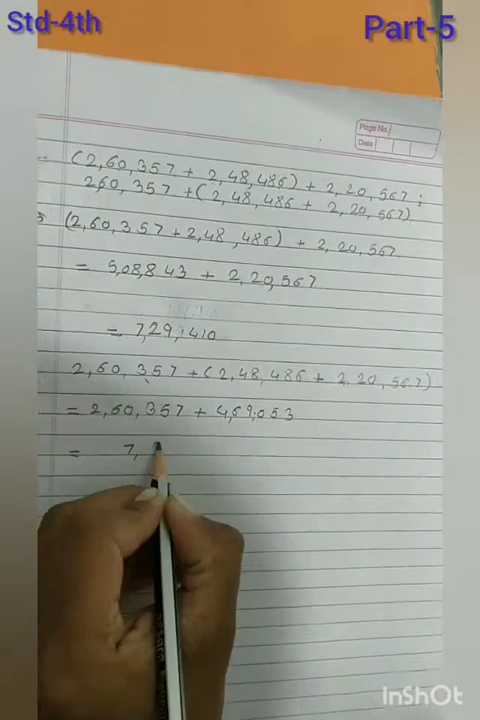 Std-4th
Part-5
Page No.
Date
= (2,60,357 + 2,48,486) + 2,20,567 ;
260,357 + (2,48,486 + 2,20,567)
(2,60,357 + 2,48,486) + 2,20,567
= 5,08,843 + 2,20,567
= 7,29,410
2,60,357 + (2,48,486 + 2,20,567)
= 2,60,357 + 4,69,053
= 7,
InShOt